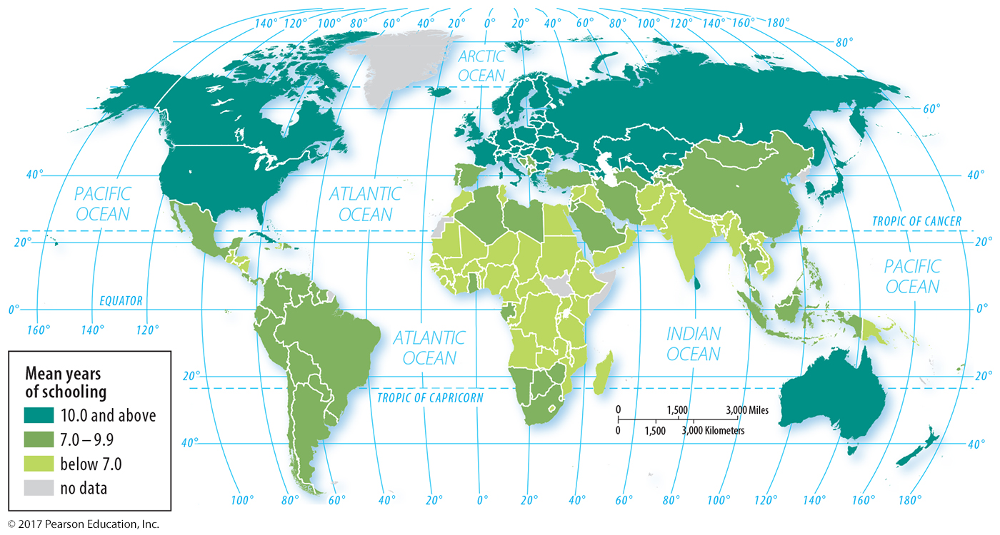 140° 120° 100° 80° 60° 40° 20° 0° 20° 40° 60° 80° 100° 120° 140° 160° 180°
80°
ARCTIC
OCEAN
60°
40°
40°
PACIFIC
OCEAN
ATLANTIC
OCEAN
TROPIC OF CANCER
20°
20°
PACIFIC
OCEAN
EQUATOR
0°
0°
160° 140° 120°
ATLANTIC
OCEAN
INDIAN
OCEAN
20°
20°
TROPIC OF CAPRICORN
0 1,500 3,000 Miles
0 1,500 3,000 Kilometers
40°
40°
100° 80° 60° 40° 20° 0° 20° 40° 60° 80° 100° 120° 140° 160° 180°
Mean years
of schooling
10.0 and above
7.0–9.9
below 7.0
no data
© 2017 Pearson Education, Inc.